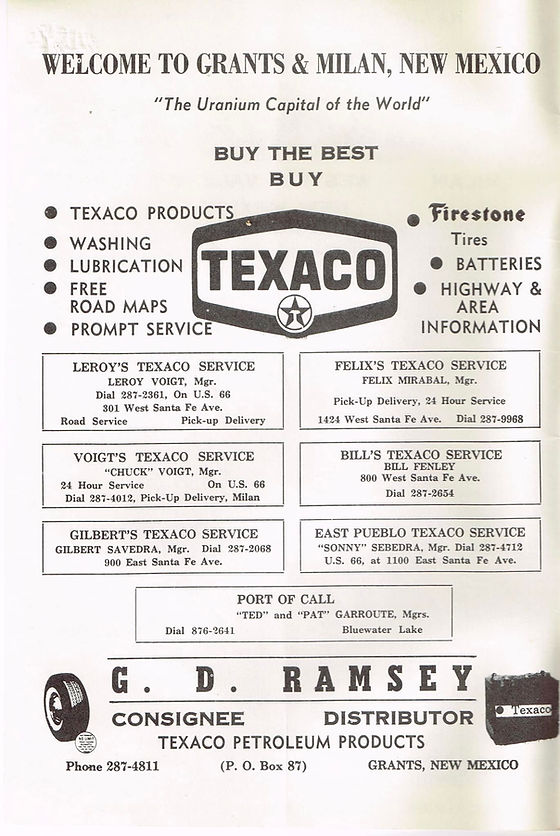 WELCOME TO GRANTS & MILAN, NEW MEXICO
"The Uranium Capital of the World"
BUY THE BEST
BUY
● TEXACO PRODUCTS
● WASHING
● LUBRICATION
● FREE
ROAD MAPS
● PROMPT SERVICE
TEXACO
T
● Firestone
Tires
● BATTERIES
● HIGHWAY &
AREA
INFORMATION
LEROY'S TEXACO SERVICE
LEROY VOIGT, Mgr.
Dial 287-2361, On U.S. 66
301 West Santa Fe Ave.
Road Service Pick-up Delivery
FELIX'S TEXACO SERVICE
FELIX MIRABAL, Mgr.
Pick-Up Delivery, 24 Hour Service
1424 West Santa Fe Ave. Dial 287-9968
VOIGT'S TEXACO SERVICE
"CHUCK" VOIGT, Mgr.
24 Hour Service On U.S. 66
Dial 287-4012, Pick-Up Delivery, Milan
BILL'S TEXACO SERVICE
BILL FENLEY
800 West Santa Fe Ave.
Dial 287-2654
GILBERT'S TEXACO SERVICE
GILBERT SAVEDRA, Mgr. Dial 287-2068
900 East Santa Fe Ave.
EAST PUEBLO TEXACO SERVICE
"SONNY" SEBEDRA, Mgr. Dial 287-4712
U.S. 66, at 1100 East Santa Fe Ave.
PORT OF CALL
"TED" and "PAT" GARROUTE, Mgrs.
Dial 876-2641 Bluewater Lake
G. D. RAMSEY
CONSIGNEE DISTRIBUTOR
TEXACO PETROLEUM PRODUCTS
Phone 287-4811 (P. O. Box 87) GRANTS, NEW MEXICO
Texaco